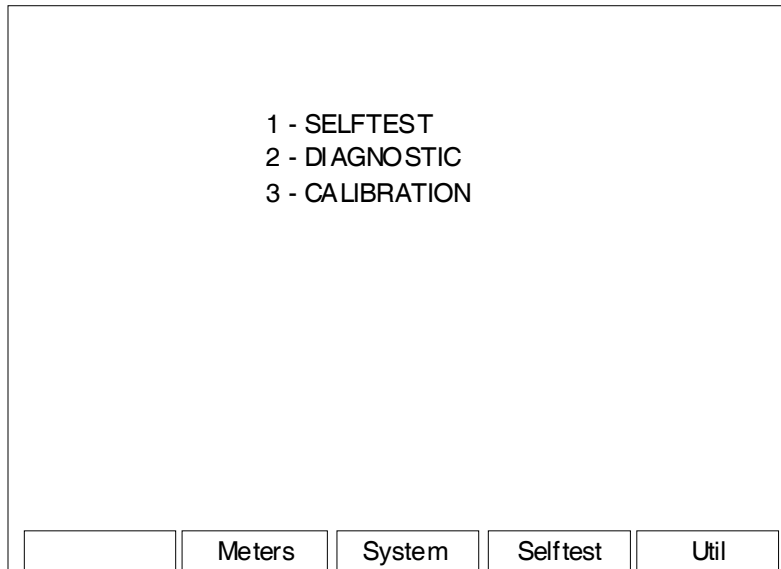 1 - SELFTEST
2 - DIAGNOSTIC
3 - CALIBRATION
Meters System Selftest Util